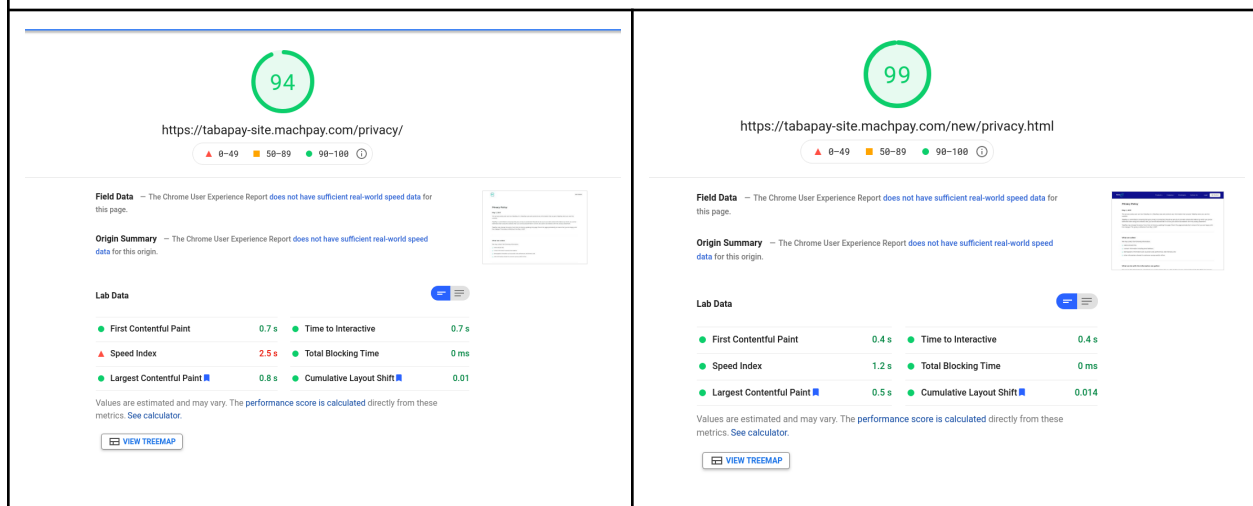 94
https://tabapay-site.machpay.com/privacy/
0–49 50–89 90–100
Field Data — The Chrome User Experience Report does not have sufficient real-world speed data for
this page.
Origin Summary — The Chrome User Experience Report does not have sufficient real-world speed
data for this origin.
Lab Data
First Contentful Paint 0.7 s Time to Interactive 0.7 s
Speed Index 2.5 s Total Blocking Time 0 ms
Largest Contentful Paint 0.8 s Cumulative Layout Shift 0.01
Values are estimated and may vary. The performance score is calculated directly from these
metrics. See calculator.
VIEW TREEMAP
Privacy Policy
99
https://tabapay-site.machpay.com/new/privacy.html
0–49 50–89 90–100
Field Data — The Chrome User Experience Report does not have sufficient real-world speed data for
this page.
Origin Summary — The Chrome User Experience Report does not have sufficient real-world speed
data for this origin.
Lab Data
First Contentful Paint 0.4 s Time to Interactive 0.4 s
Speed Index 1.2 s Total Blocking Time 0 ms
Largest Contentful Paint 0.5 s Cumulative Layout Shift 0.014
Values are estimated and may vary. The performance score is calculated directly from these
metrics. See calculator.
VIEW TREEMAP
Privacy Policy